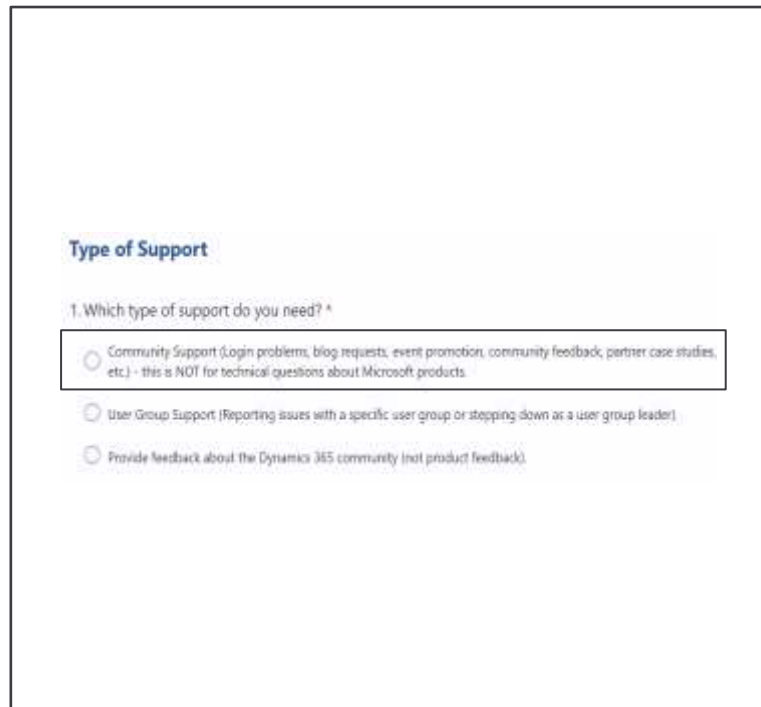 Type of Support
1. Which type of support do you need? *
Community Support (Login problems, blog requests, event promotion, community feedback, partner case studies,
etc.) - this is NOT for technical questions about Microsoft products.
User Group Support (Reporting issues with a specific user group or stepping down as a user group leader)
Provide feedback about the Dynamics 365 community (not product feedback).